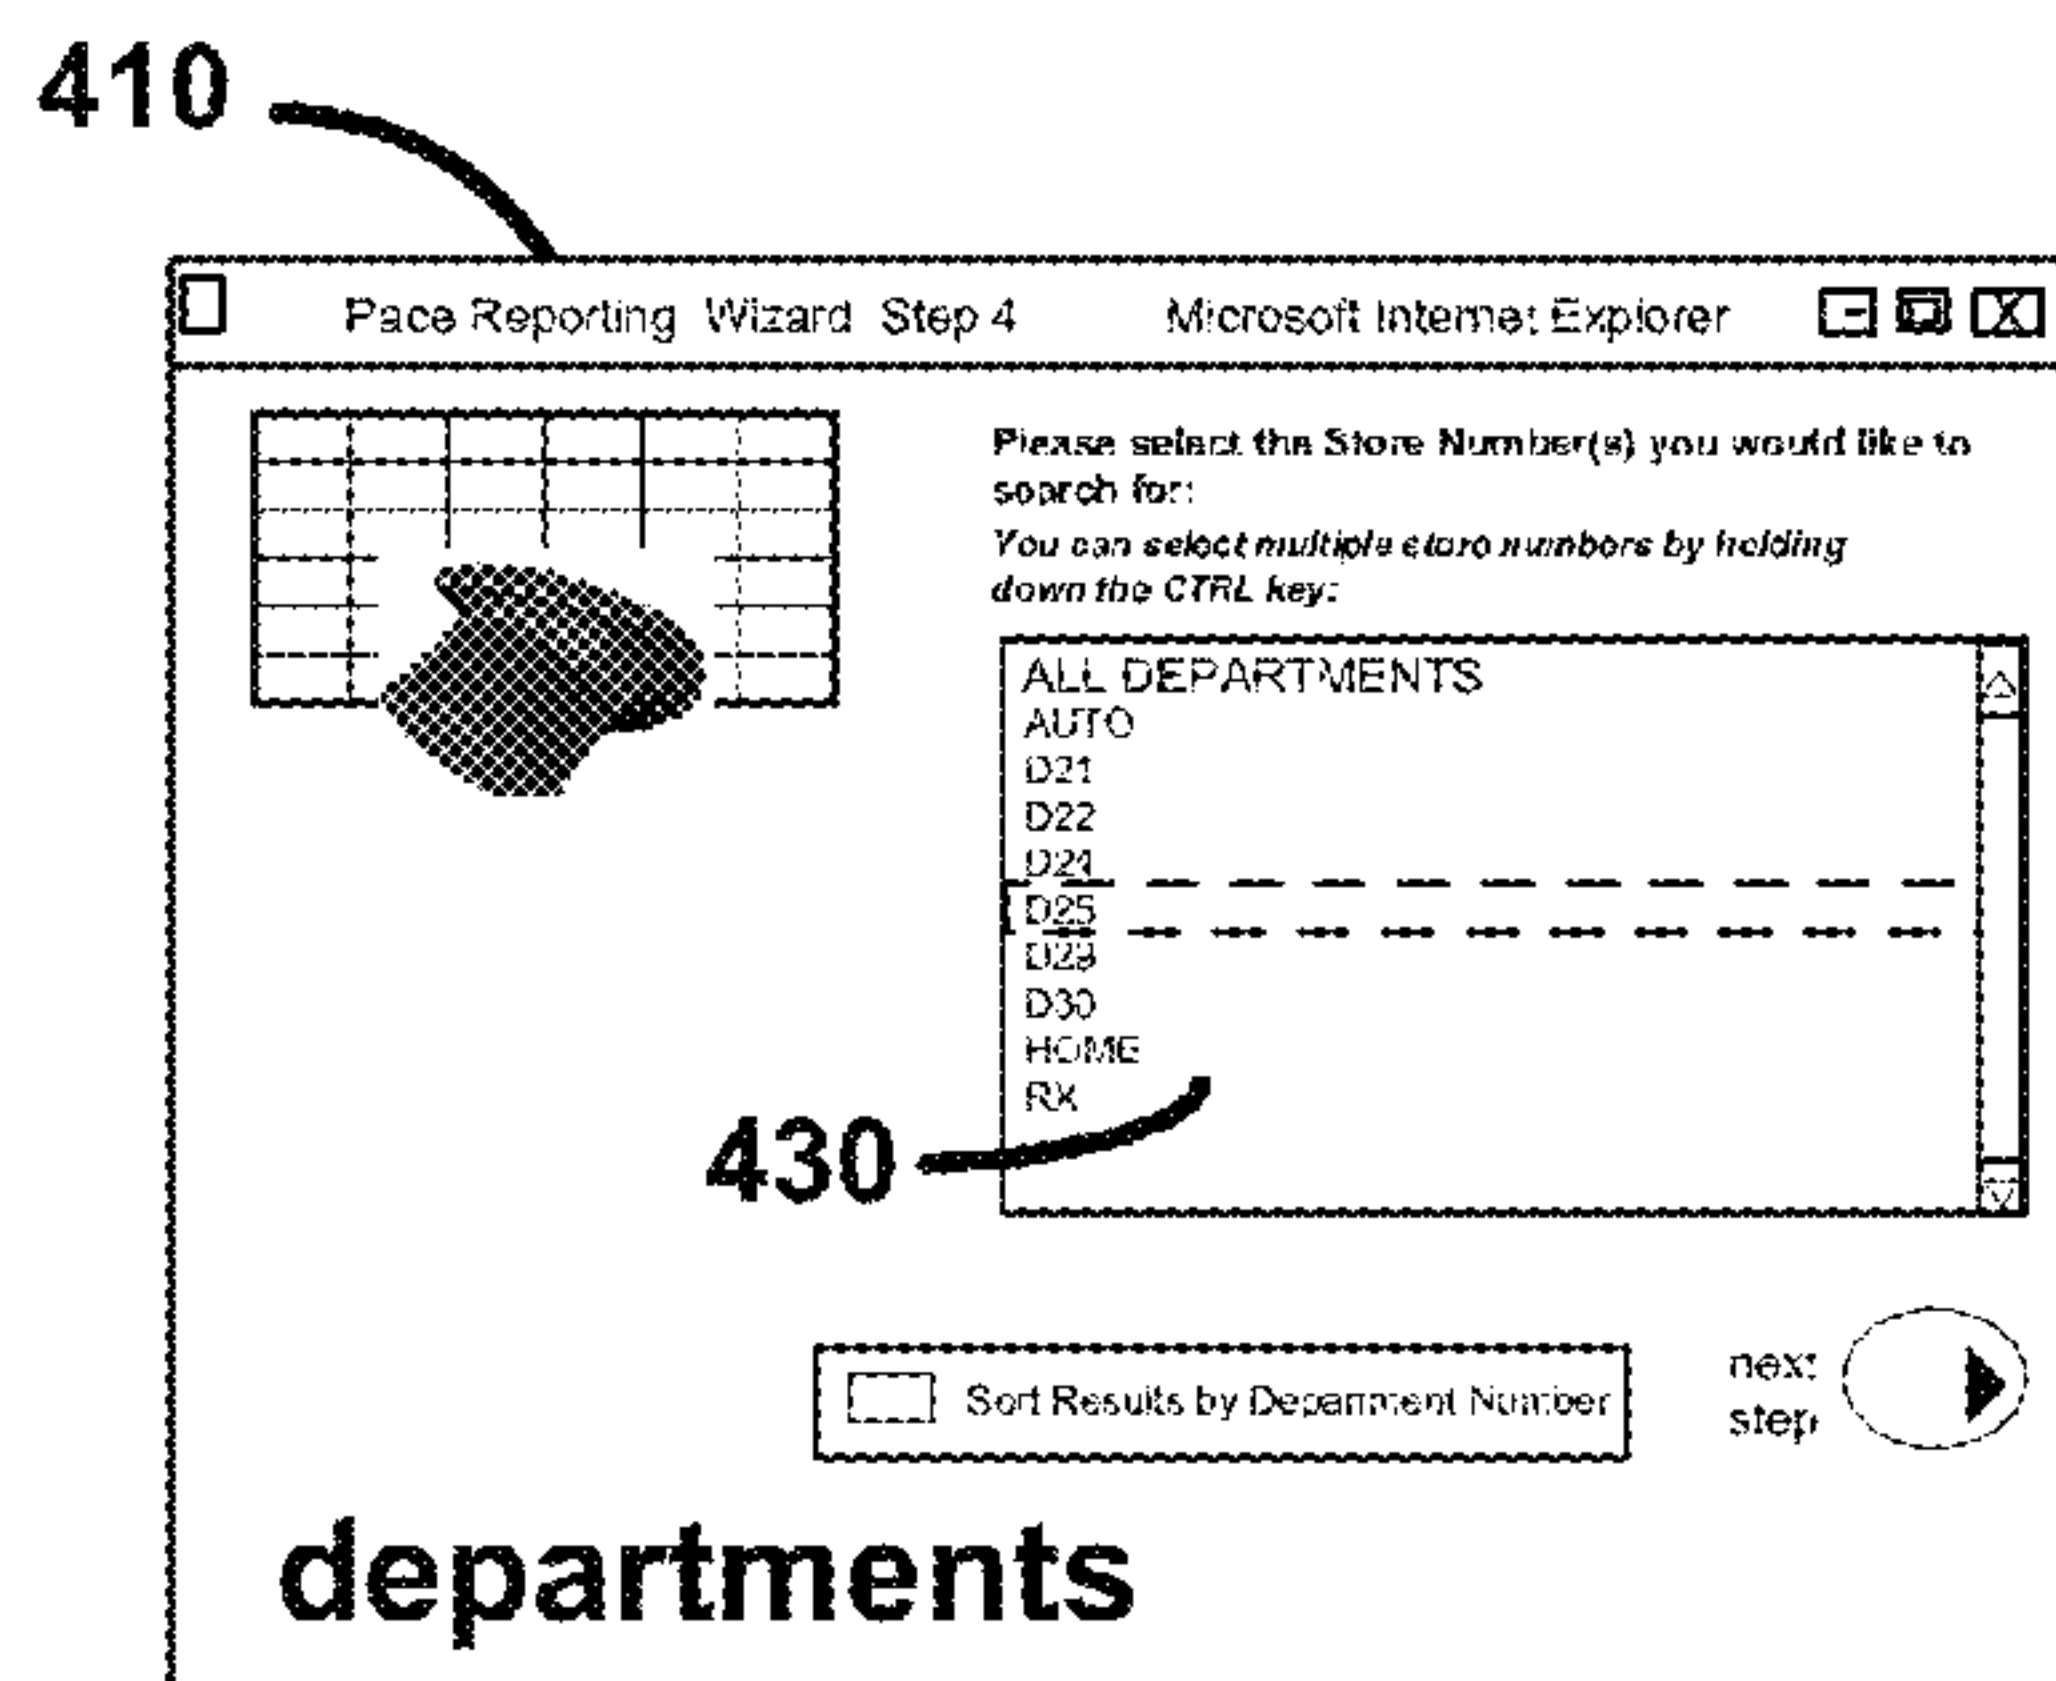 410
Pace Reporting Wizard Step 4 Microsoft Internet Explorer
Please select the Store Number(s) you would like to
search for:
You can select multiple store numbers by holding
down the CTRL key:
ALL DEPARTMENTS
AUTO
D21
D22
D24
D25
D29
D30
HOME
RX
430
Sort Results by Department Number
next
step
departments